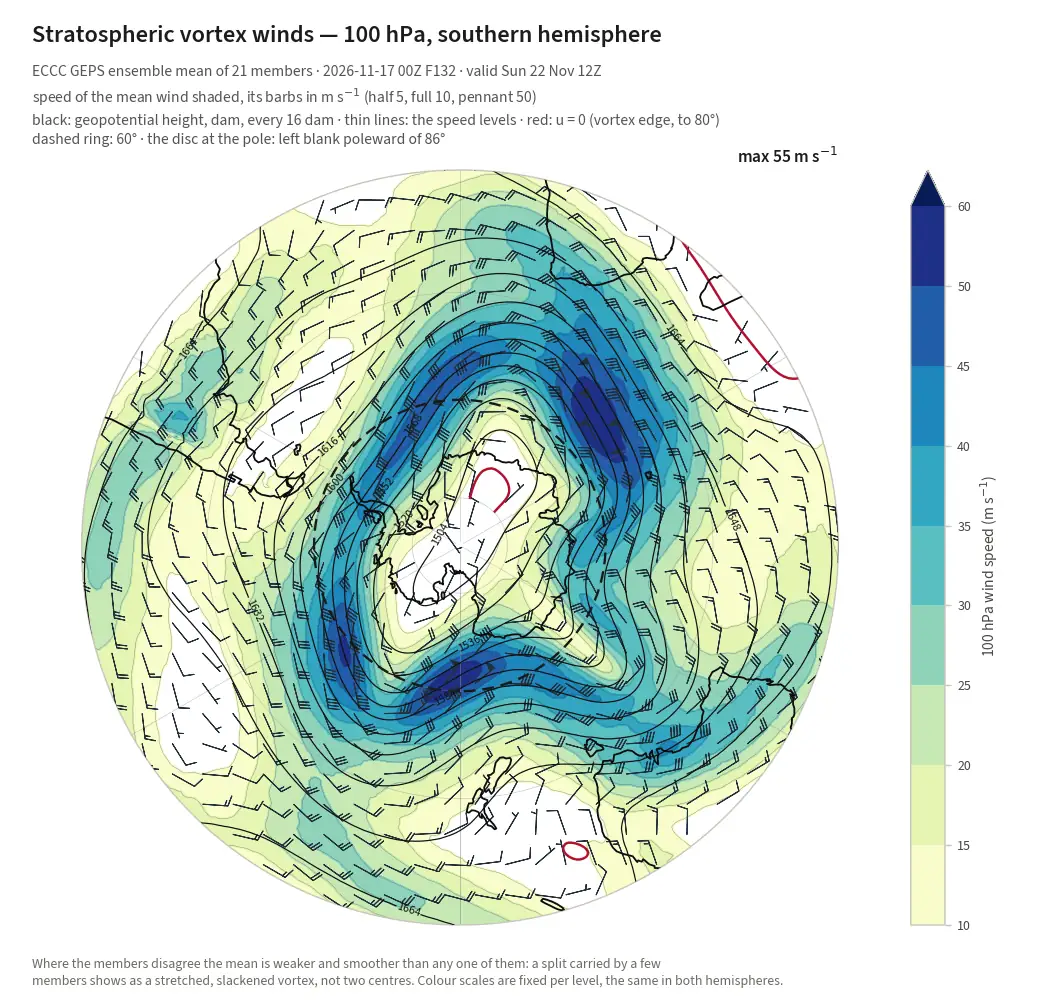 Stratospheric vortex winds — 100 hPa, southern hemisphere
ECCC GEPS ensemble mean of 21 members · 2026-11-17 00Z F132 · valid Sun 22 Nov 12Z
speed of the mean wind shaded, its barbs in m s⁻¹ (half 5, full 10, pennant 50)
black: geopotential height, dam, every 16 dam · thin lines: the speed levels · red: u = 0 (vortex edge, to 80°)
dashed ring: 60° · the disc at the pole: left blank poleward of 86°
max 55 m s⁻¹
60
50
45
40
35
30
25
20
15
10
100 hPa wind speed (m s⁻¹)
1664
1664
1616
1600
1504
1648
1632
1536
1664
Where the members disagree the mean is weaker and smoother than any one of them: a split carried by a few
members shows as a stretched, slackened vortex, not two centres. Colour scales are fixed per level, the same in both hemispheres.